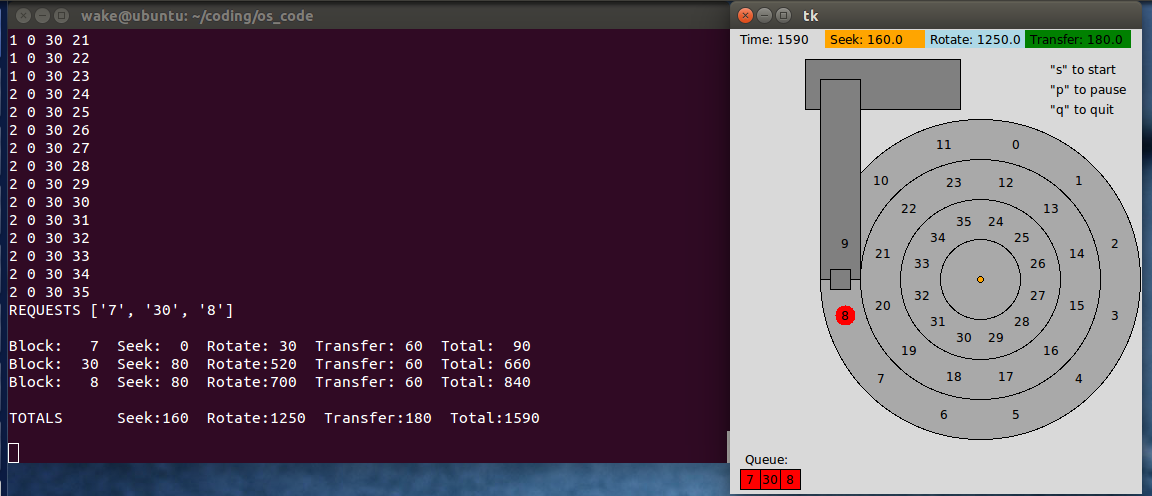 wake@ubuntu: ~/coding/os_code
1 0 30 21
1 0 30 22
1 0 30 23
2 0 30 24
2 0 30 25
2 0 30 26
2 0 30 27
2 0 30 28
2 0 30 29
2 0 30 30
2 0 30 31
2 0 30 32
2 0 30 33
2 0 30 34
2 0 30 35
REQUESTS ['7', '30', '8']
Block:   7  Seek:  0  Rotate: 30  Transfer: 60  Total:  90
Block:  30  Seek: 80  Rotate:520  Transfer: 60  Total: 660
Block:   8  Seek: 80  Rotate:700  Transfer: 60  Total: 840
TOTALS      Seek:160  Rotate:1250  Transfer:180  Total:1590
tk
Time: 1590 Seek: 160.0 Rotate: 1250.0 Transfer: 180.0
"s" to start
"p" to pause
"q" to quit
11 0
10 23 12 1
22 35 24 13
9 34 25 2
21 33 26 14
20 32 27 15 3
8 31 28
19 30 29 16
7 18 17 4
6 5
Queue:
7 30 8